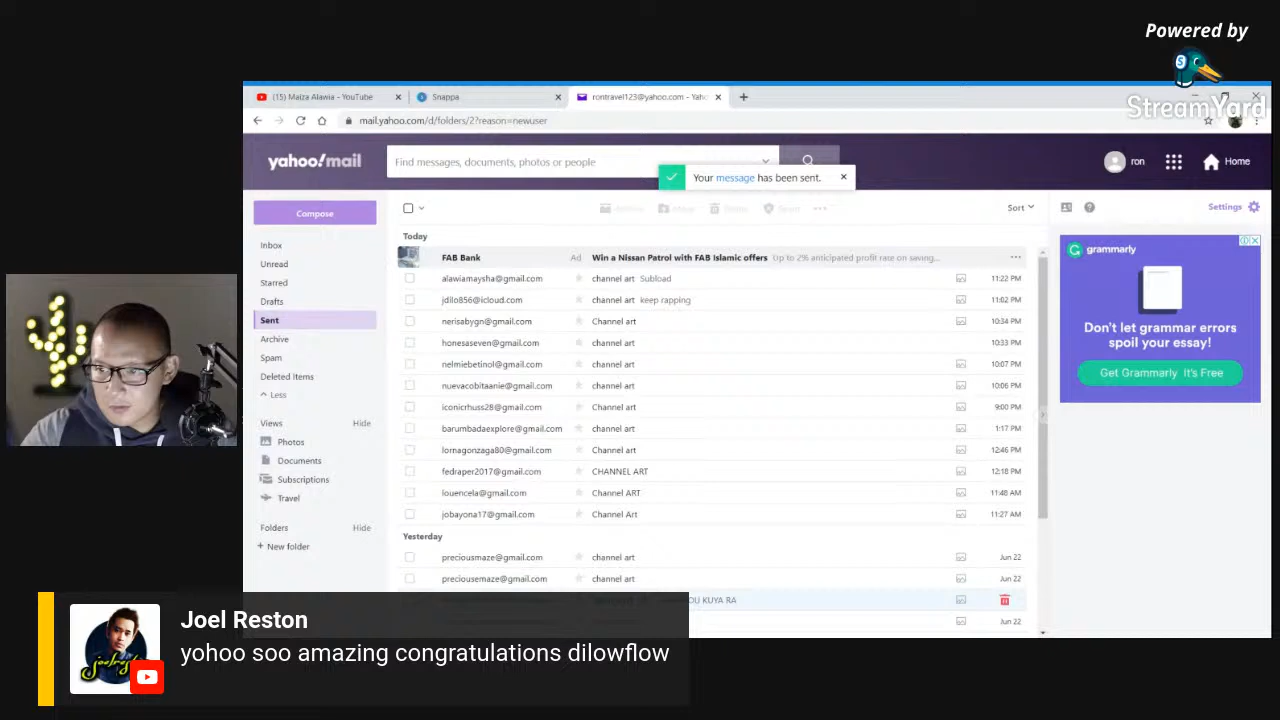 Powered by
StreamYard
(15) Maiza Alawia - YouTube
Snappa
rontravel123@yahoo.com - Yah
mail.yahoo.com/d/folders/2?reason=newuser
yahoo!mail
Find messages, documents, photos or people
ron
Home
Your message has been sent.
Compose
Archive Move Delete Spam
Sort
Settings
Inbox
Unread
Starred
Drafts
Sent
Archive
Spam
Deleted Items
Less
Views Hide
Photos
Documents
Subscriptions
Travel
Folders Hide
+ New folder
Today
FAB Bank Ad Win a Nissan Patrol with FAB Islamic offers Up to 2% anticipated profit rate on saving...
alawiamaysha@gmail.com channel art Subload 11:22 PM
jdilo856@icloud.com channel art keep rapping 11:02 PM
nerisabygn@gmail.com Channel art 10:34 PM
honesaseven@gmail.com channel art 10:33 PM
nelmiebetinol@gmail.com channel art 10:07 PM
nuevacobitaanie@gmail.com channel art 10:06 PM
iconicrhuss28@gmail.com Channel art 9:00 PM
barumbadaexplore@gmail.com channel art 1:17 PM
lornagonzaga80@gmail.com Channel art 12:46 PM
fedraper2017@gmail.com CHANNEL ART 12:18 PM
louencela@gmail.com Channel ART 11:48 AM
jobayona17@gmail.com Channel Art 11:27 AM
Yesterday
preciousmaze@gmail.com channel art Jun 22
preciousemaze@gmail.com channel art Jun 22
OU KUYA RA
Jun 22
grammarly
Don't let grammar errors
spoil your essay!
Get Grammarly It's Free
Joel Reston
yohoo soo amazing congratulations dilowflow